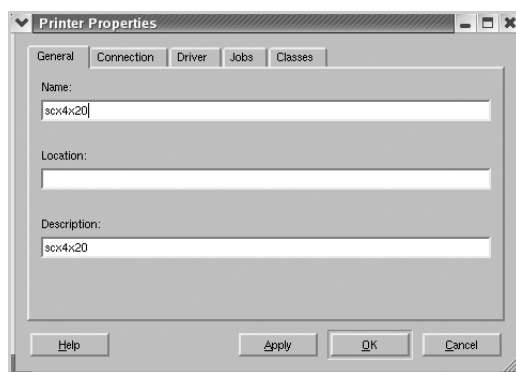 Printer Properties
General Connection Driver Jobs Classes
Name:
scx4x20
Location:
Description:
scx4x20
Help Apply OK Cancel